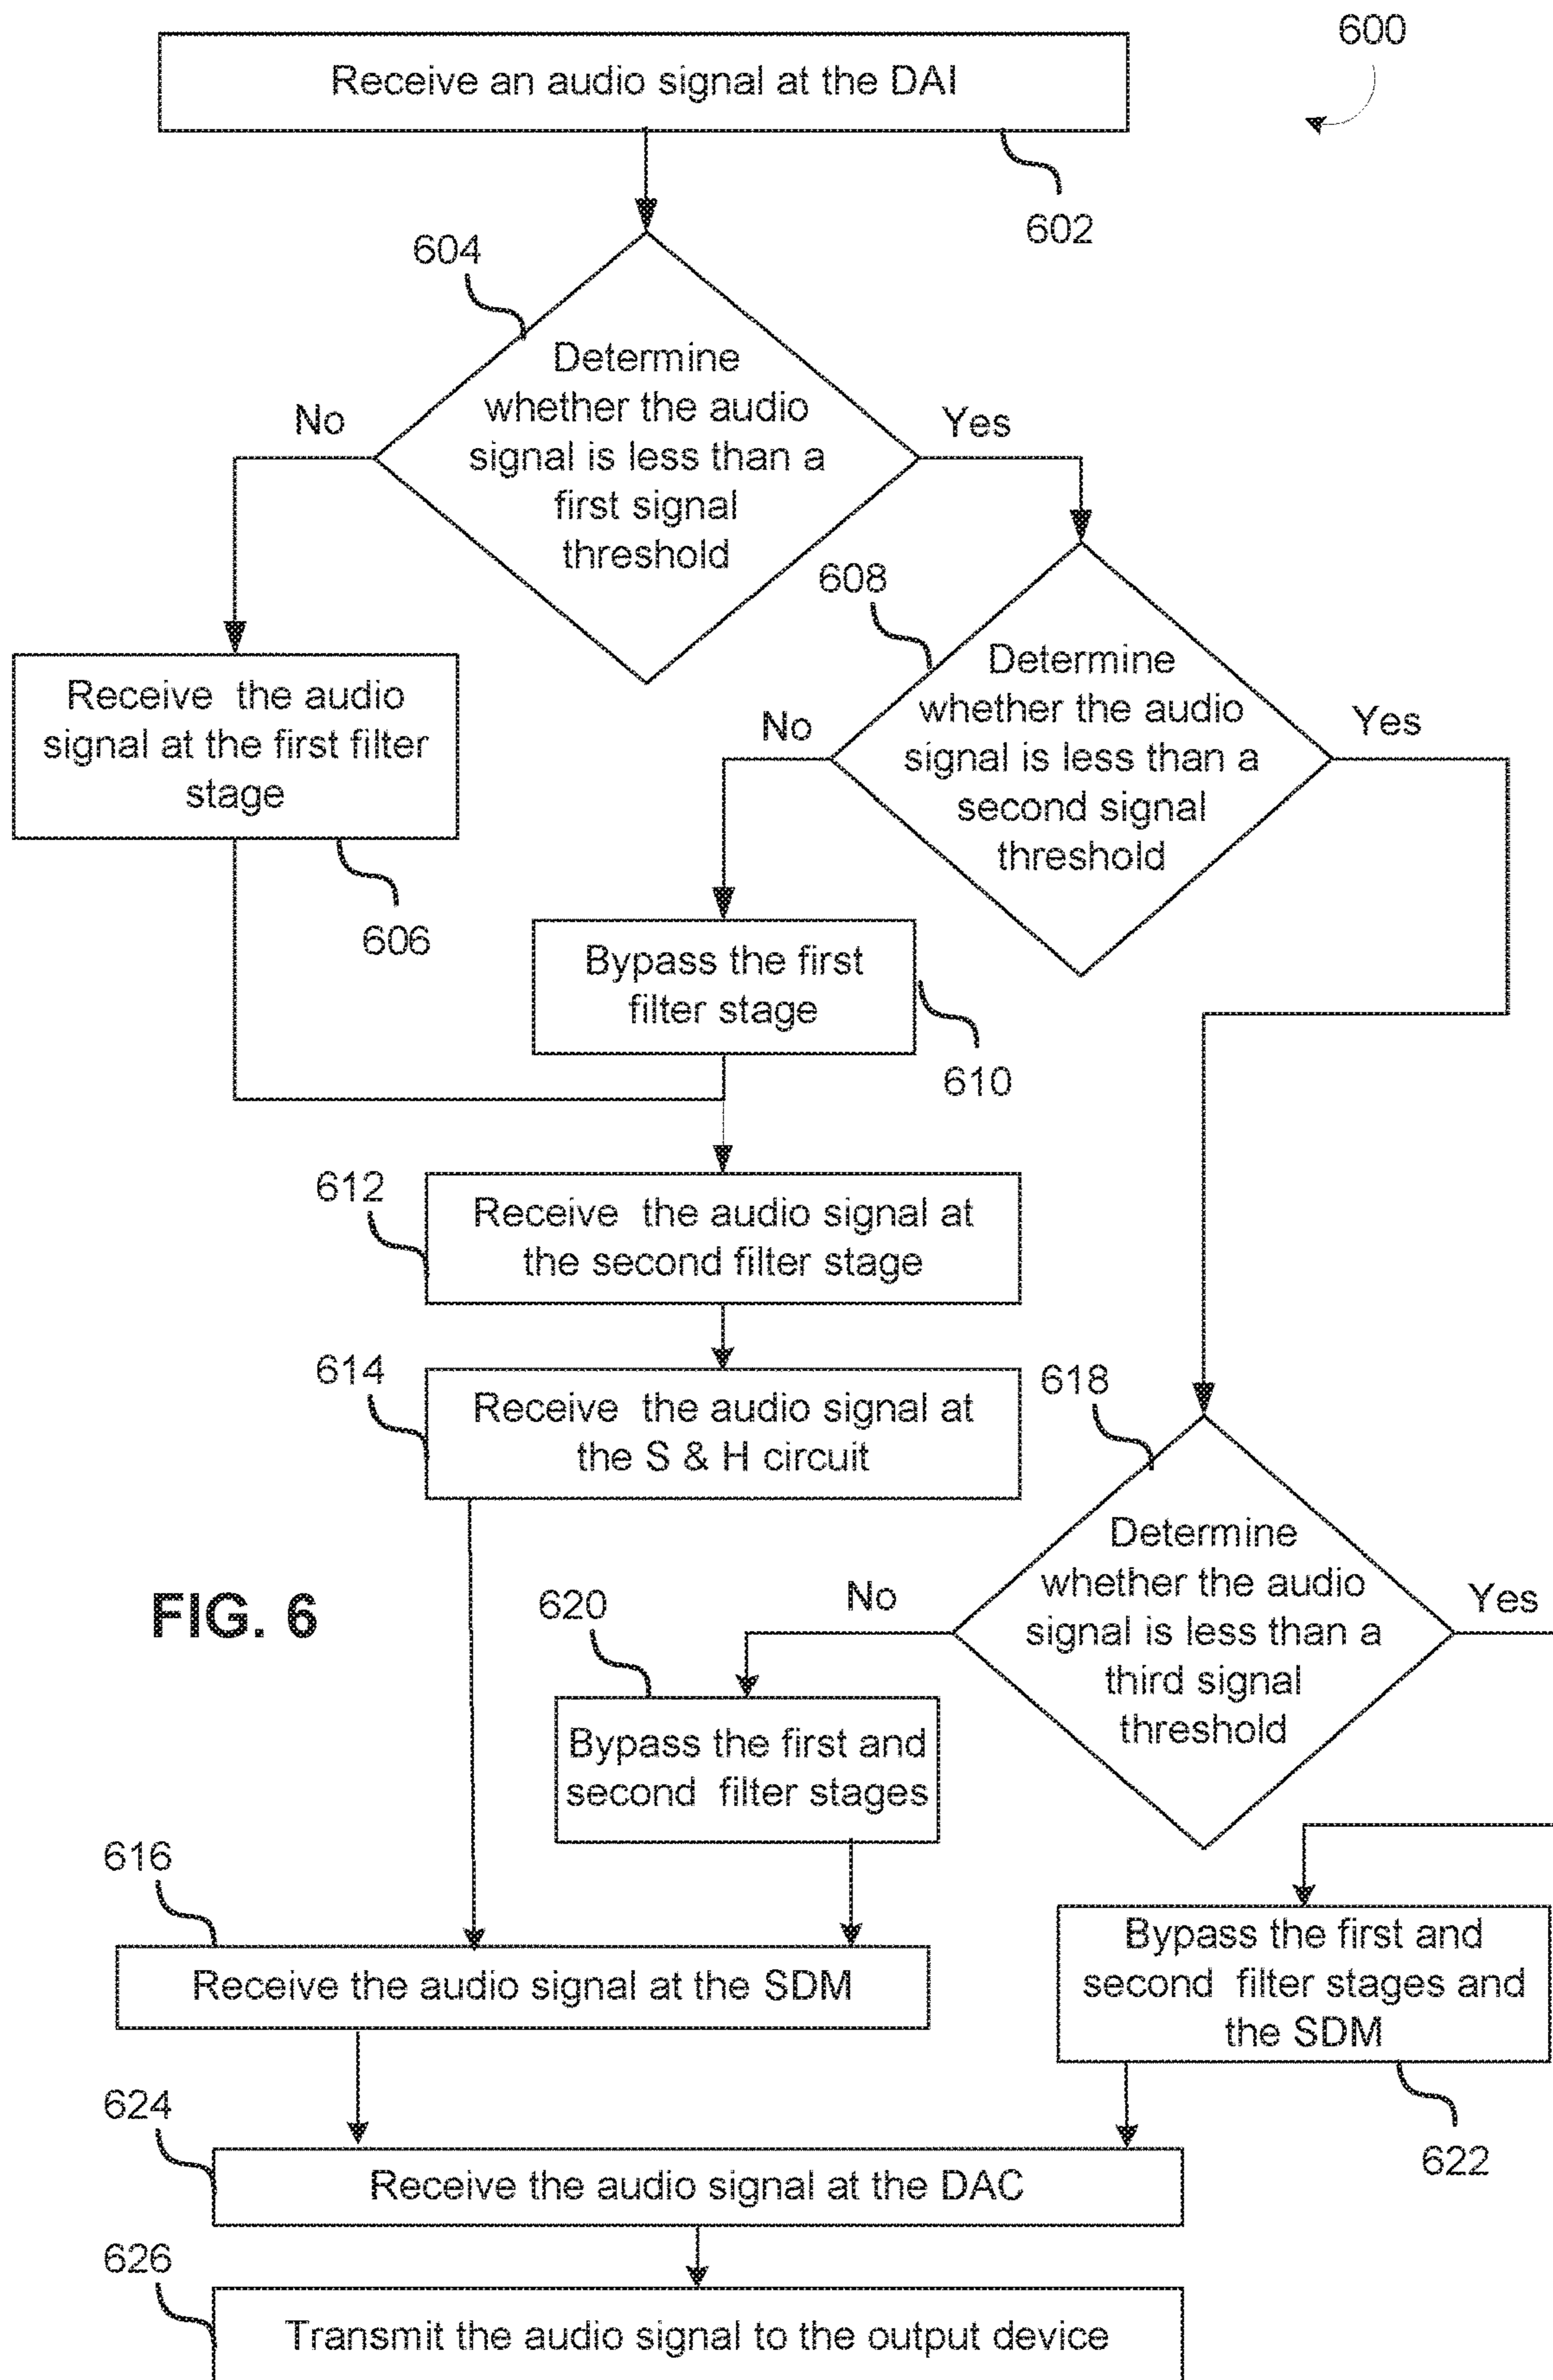 600
Receive an audio signal at the DAI
602
604
Determine
whether the audio
signal is less than a
first signal
threshold
No
Yes
608
Determine
whether the audio
signal is less than a
second signal
threshold
No
Yes
Receive the audio
signal at the first filter
stage
606
Bypass the first
filter stage
610
612
Receive the audio signal at
the second filter stage
614
Receive the audio signal at
the S & H circuit
618
Determine
whether the audio
signal is less than a
third signal
threshold
No
Yes
FIG. 6
620
Bypass the first and
second filter stages
616
Receive the audio signal at the SDM
Bypass the first and
second filter stages and
the SDM
622
624
Receive the audio signal at the DAC
626
Transmit the audio signal to the output device